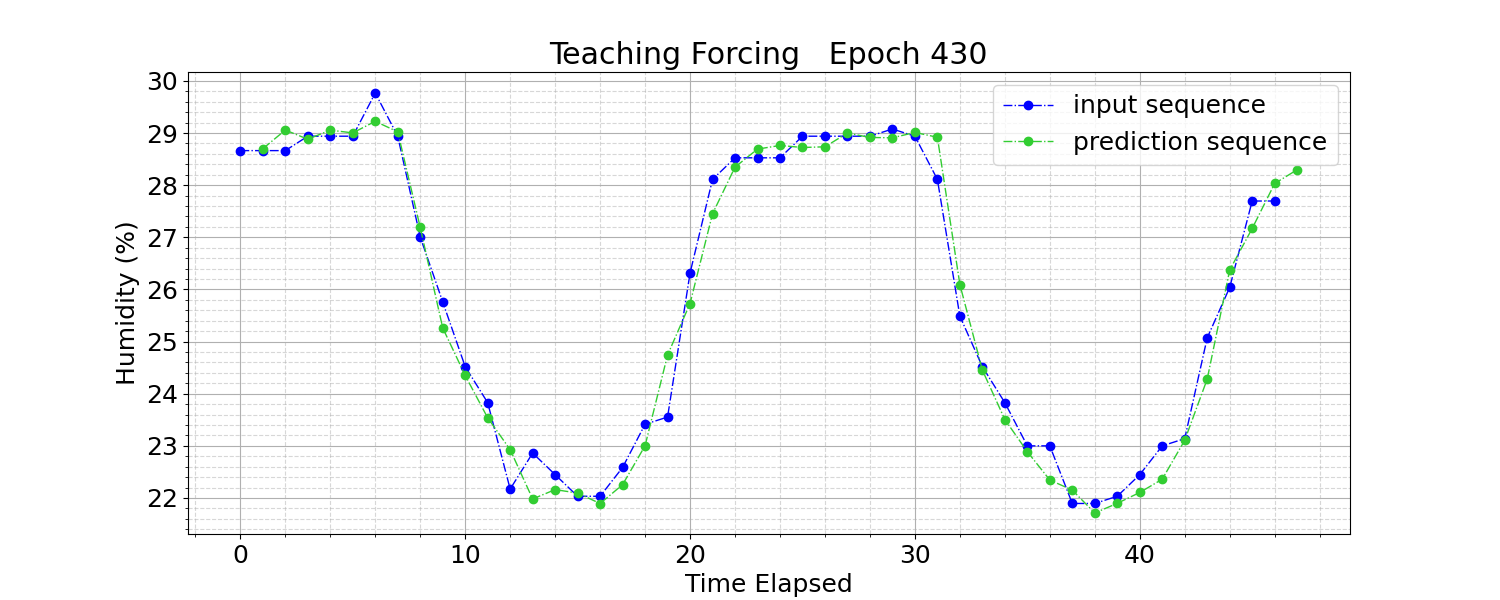 Teaching Forcing   Epoch 430
30
29
28
27
26
25
24
23
22
Humidity (%)
input sequence
prediction sequence
0 10 20 30 40
Time Elapsed